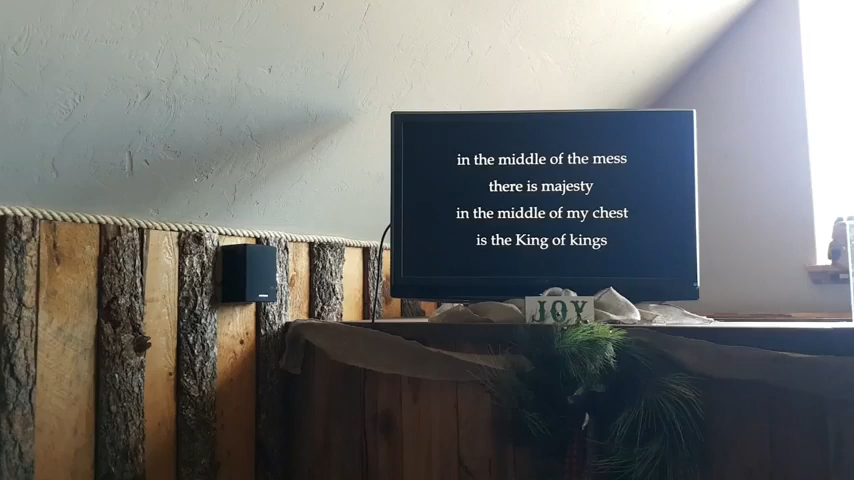 in the middle of the mess
there is majesty
in the middle of my chest
is the King of kings
JOY